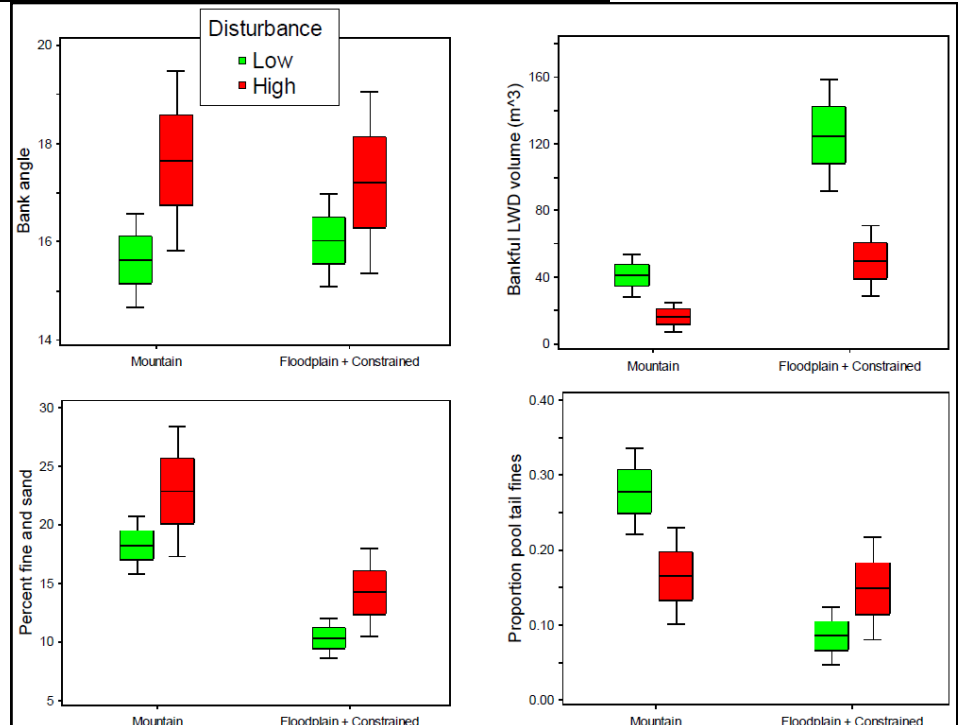 Disturbance
Low
High
20
18
16
14
Bank angle
Mountain
Floodplain + Constrained
160
120
80
40
0
Bankful LWD volume (m^3)
Mountain
Floodplain + Constrained
30
25
20
15
10
5
Percent fine and sand
Mountain
Floodplain + Constrained
0.40
0.30
0.20
0.10
0.00
Proportion pool tail fines
Mountain
Floodplain + Constrained